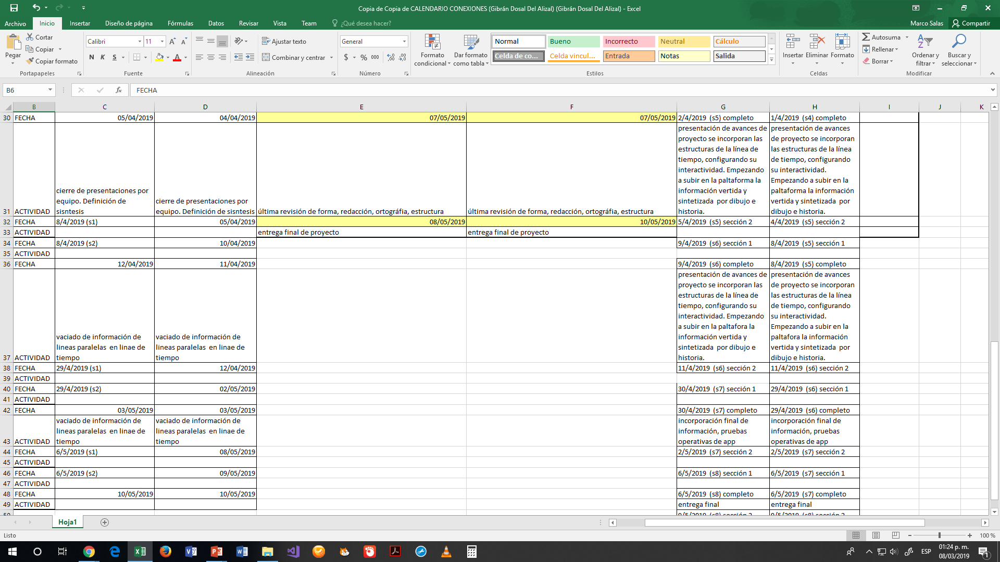 Copia de Copia de CALENDARIO CONEXIONES (Gibrán Dosal Del Alizal) (Gibrán Dosal Del Alizal) - Excel
Archivo Inicio Insertar Diseño de página Fórmulas Datos Revisar Vista Team ¿Qué desea hacer? Marco Salas Compartir
Pegar
Cortar
Copiar
Copiar formato
Portapapeles
Calibri 11
N K S
Fuente
Ajustar texto
Combinar y centrar
Alineación
General
$ % 000
Número
Formato condicional
Dar formato como tabla
Normal Bueno Incorrecto Neutral Cálculo
Celda de co... Celda vincul... Entrada Notas Salida
Estilos
Insertar Eliminar Formato
Celdas
Autosuma
Rellenar
Borrar
Ordenar y filtrar
Buscar y seleccionar
Modificar
B6 fx FECHA
B C D E F G H I J K
30 FECHA 05/04/2019 04/04/2019 07/05/2019 07/05/2019 2/4/2019 (s5) completo 1/4/2019 (s4) completo
31 ACTIVIDAD
cierre de presentaciones por
equipo. Definición de
sisntesis
cierre de presentaciones por
equipo. Definición de sisntesis
última revisión de forma, redacción, ortográfia, estructura
última revisión de forma, redacción, ortográfia, estructura
presentación de avances de
proyecto se incorporan las
estructuras de la línea de
tiempo, configurando su
interactividad. Empezando
a subir en la paltaforma la
información vertida y
sintetizada por dibujo e
historia.
presentación de avances
de proyecto se incorporan
las estructuras de la línea
de tiempo, configurando
su interactividad.
Empezando a subir en la
paltaforma la información
vertida y sintetizada por
dibujo e historia.
32 FECHA 8/4/2019 (s1) 05/04/2019 08/05/2019 10/05/2019 5/4/2019 (s5) sección 2 4/4/2019 (s5) sección 2
33 ACTIVIDAD entrega final de proyecto entrega final de proyecto
34 FECHA 8/4/2019 (s2) 10/04/2019 9/4/2019 (s6) sección 1 8/4/2019 (s5) sección 1
35 ACTIVIDAD
36 FECHA 12/04/2019 11/04/2019 9/4/2019 (s6) completo 8/4/2019 (s5) completo
37 ACTIVIDAD
vaciado de información de
lineas paralelas en linae de
tiempo
vaciado de información de
lineas paralelas en linae de
tiempo
presentación de avances de
proyecto se incorporan las
estructuras de la línea de
tiempo, configurando su
interactividad. Empezando
a subir en la paltafora la
información vertida y
sintetizada por dibujo e
historia.
presentación de avances
de proyecto se incorporan
las estructuras de la línea
de tiempo, configurando
su interactividad.
Empezando a subir en la
paltafora la información
vertida y sintetizada por
dibujo e historia.
38 FECHA 29/4/2019 (s1) 12/04/2019 11/4/2019 (s6) sección 2 11/4/2019 (s6) sección 2
39 ACTIVIDAD
40 FECHA 29/4/2019 (s2) 02/05/2019 30/4/2019 (s7) sección 1 29/4/2019 (s6) sección 1
41 ACTIVIDAD
42 FECHA 03/05/2019 03/05/2019 30/4/2019 (s7) completo 29/4/2019 (s6) completo
43 ACTIVIDAD
vaciado de información de
lineas paralelas en linae de
tiempo
vaciado de información de
lineas paralelas en linae de
tiempo
incorporación final de
información, pruebas
operativas de app
incorporación final de
información, pruebas
operativas de app
44 FECHA 6/5/2019 (s1) 08/05/2019 2/5/2019 (s7) sección 2 2/5/2019 (s7) sección 2
45 ACTIVIDAD
46 FECHA 6/5/2019 (s2) 09/05/2019 6/5/2019 (s8) sección 1 6/5/2019 (s7) sección 1
47 ACTIVIDAD
48 FECHA 10/05/2019 10/05/2019 6/5/2019 (s8) completo 6/5/2019 (s7) completo
49 ACTIVIDAD entrega final entrega final
Hoja1
Listo 100 %
ESP 01:24 p. m.
08/03/2019